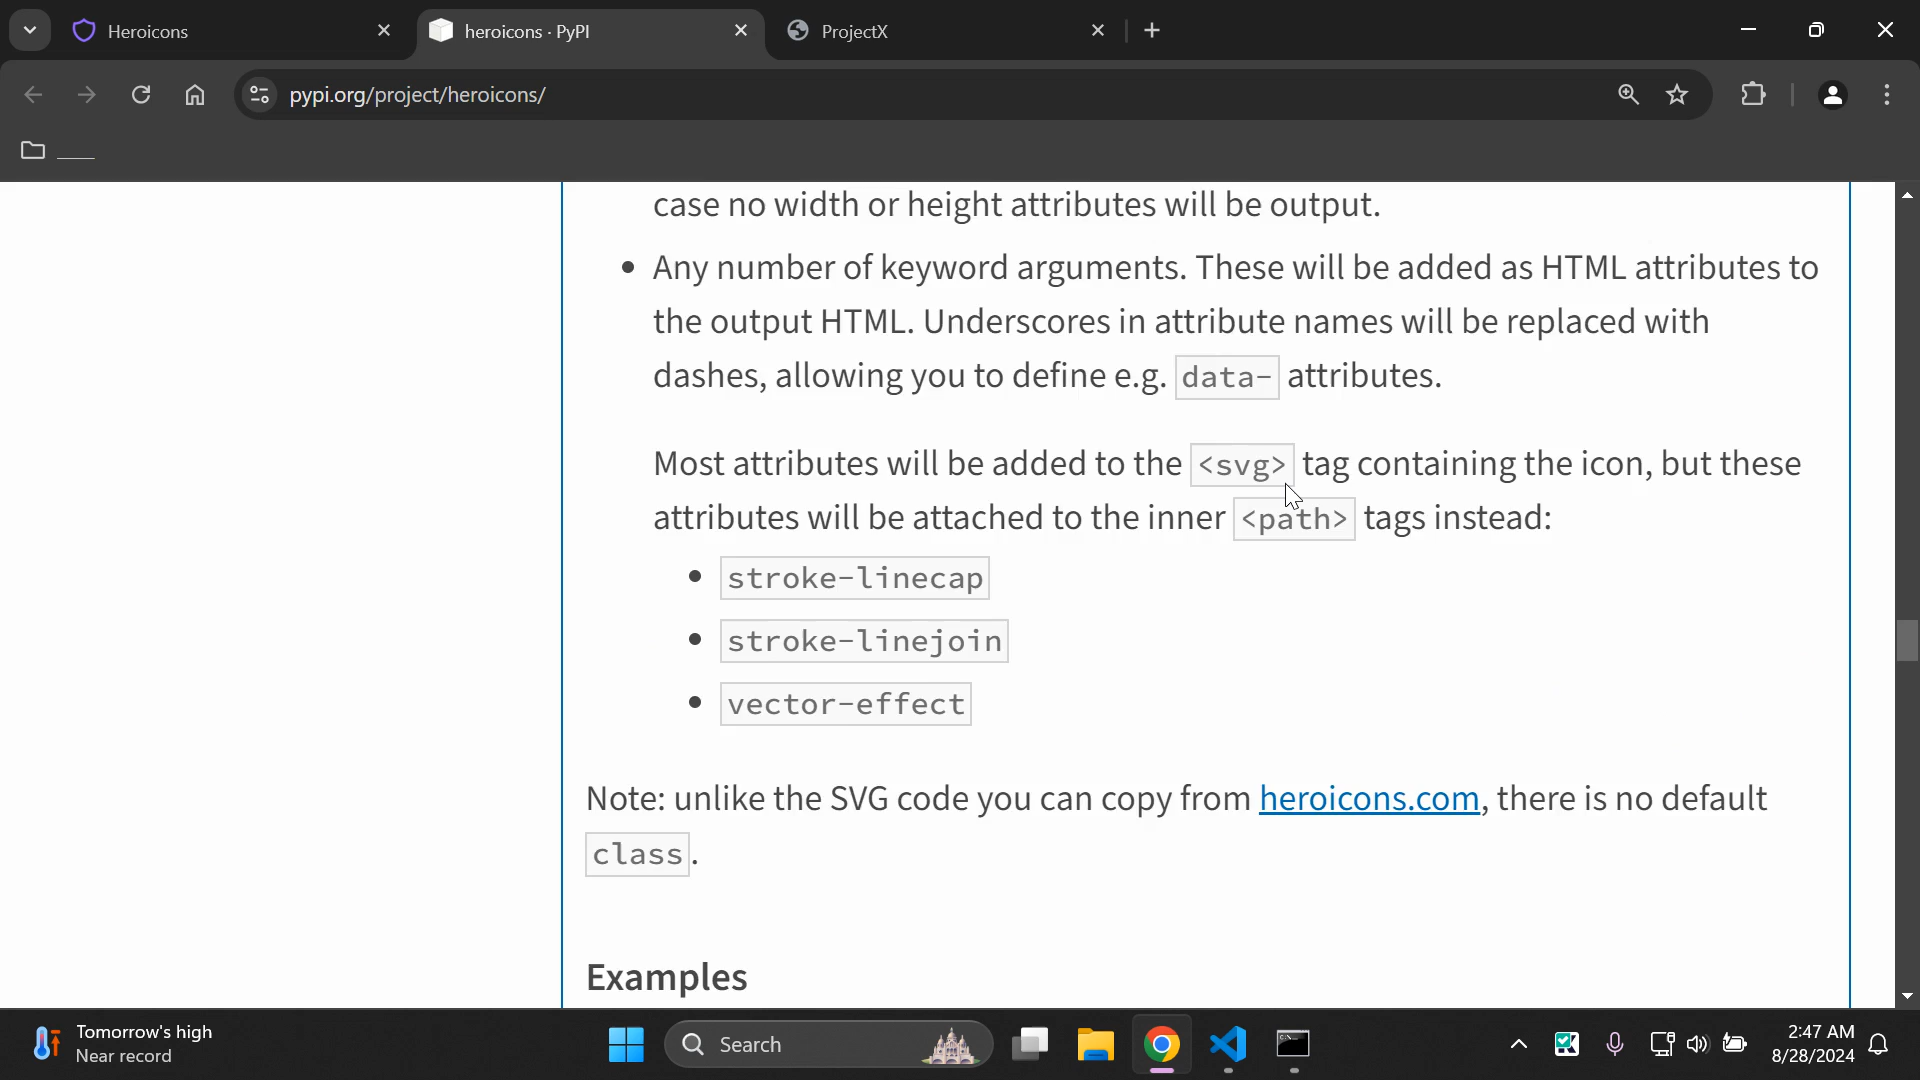 Heroicons
heroicons · PyPI
ProjectX
pypi.org/project/heroicons/
___
case no width or height attributes will be output.
Any number of keyword arguments. These will be added as HTML attributes to
the output HTML. Underscores in attribute names will be replaced with
dashes, allowing you to define e.g. data- attributes.
Most attributes will be added to the <svg> tag containing the icon, but these
attributes will be attached to the inner <path> tags instead:
stroke-linecap
stroke-linejoin
vector-effect
Note: unlike the SVG code you can copy from heroicons.com, there is no default
class.
Examples
Tomorrow's high
Near record
Search
2:47 AM
8/28/2024